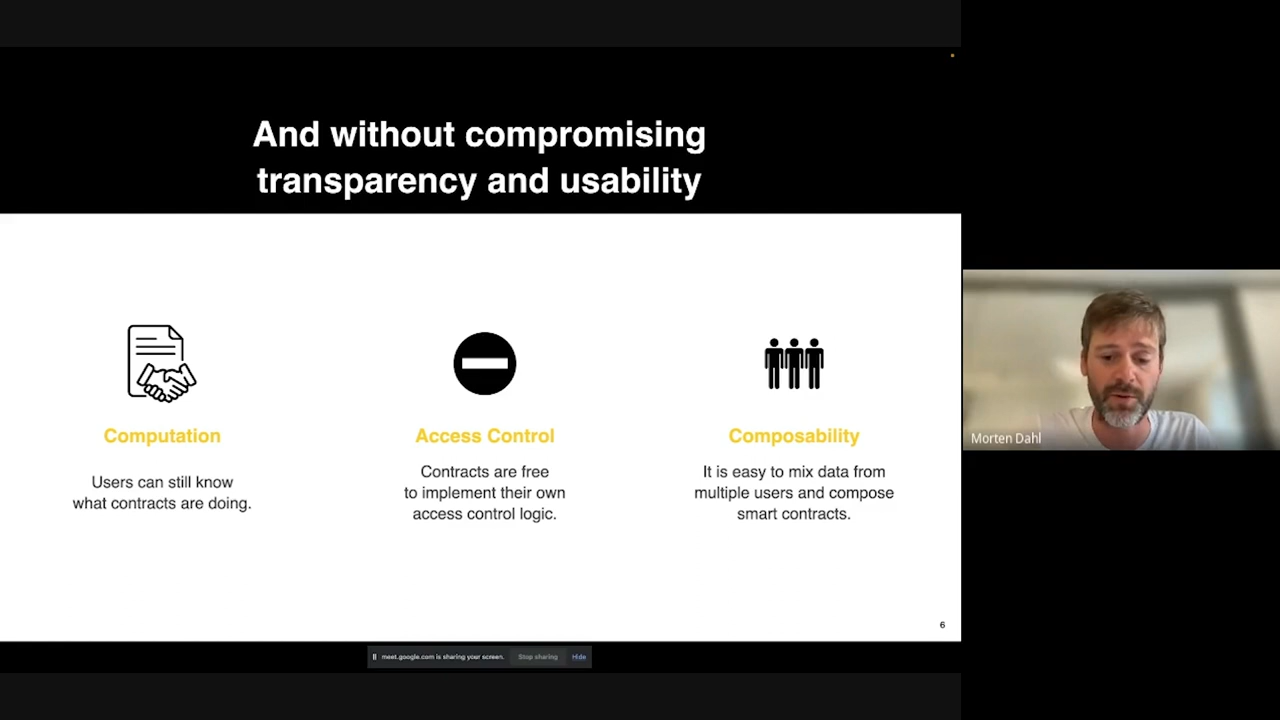 And without compromising
transparency and usability
Computation
Users can still know
what contracts are doing.
Access Control
Contracts are free
to implement their own
access control logic.
Composability
It is easy to mix data from
multiple users and compose
smart contracts.
6
meet.google.com is sharing your screen.
Stop sharing
Hide
Morten Dahl